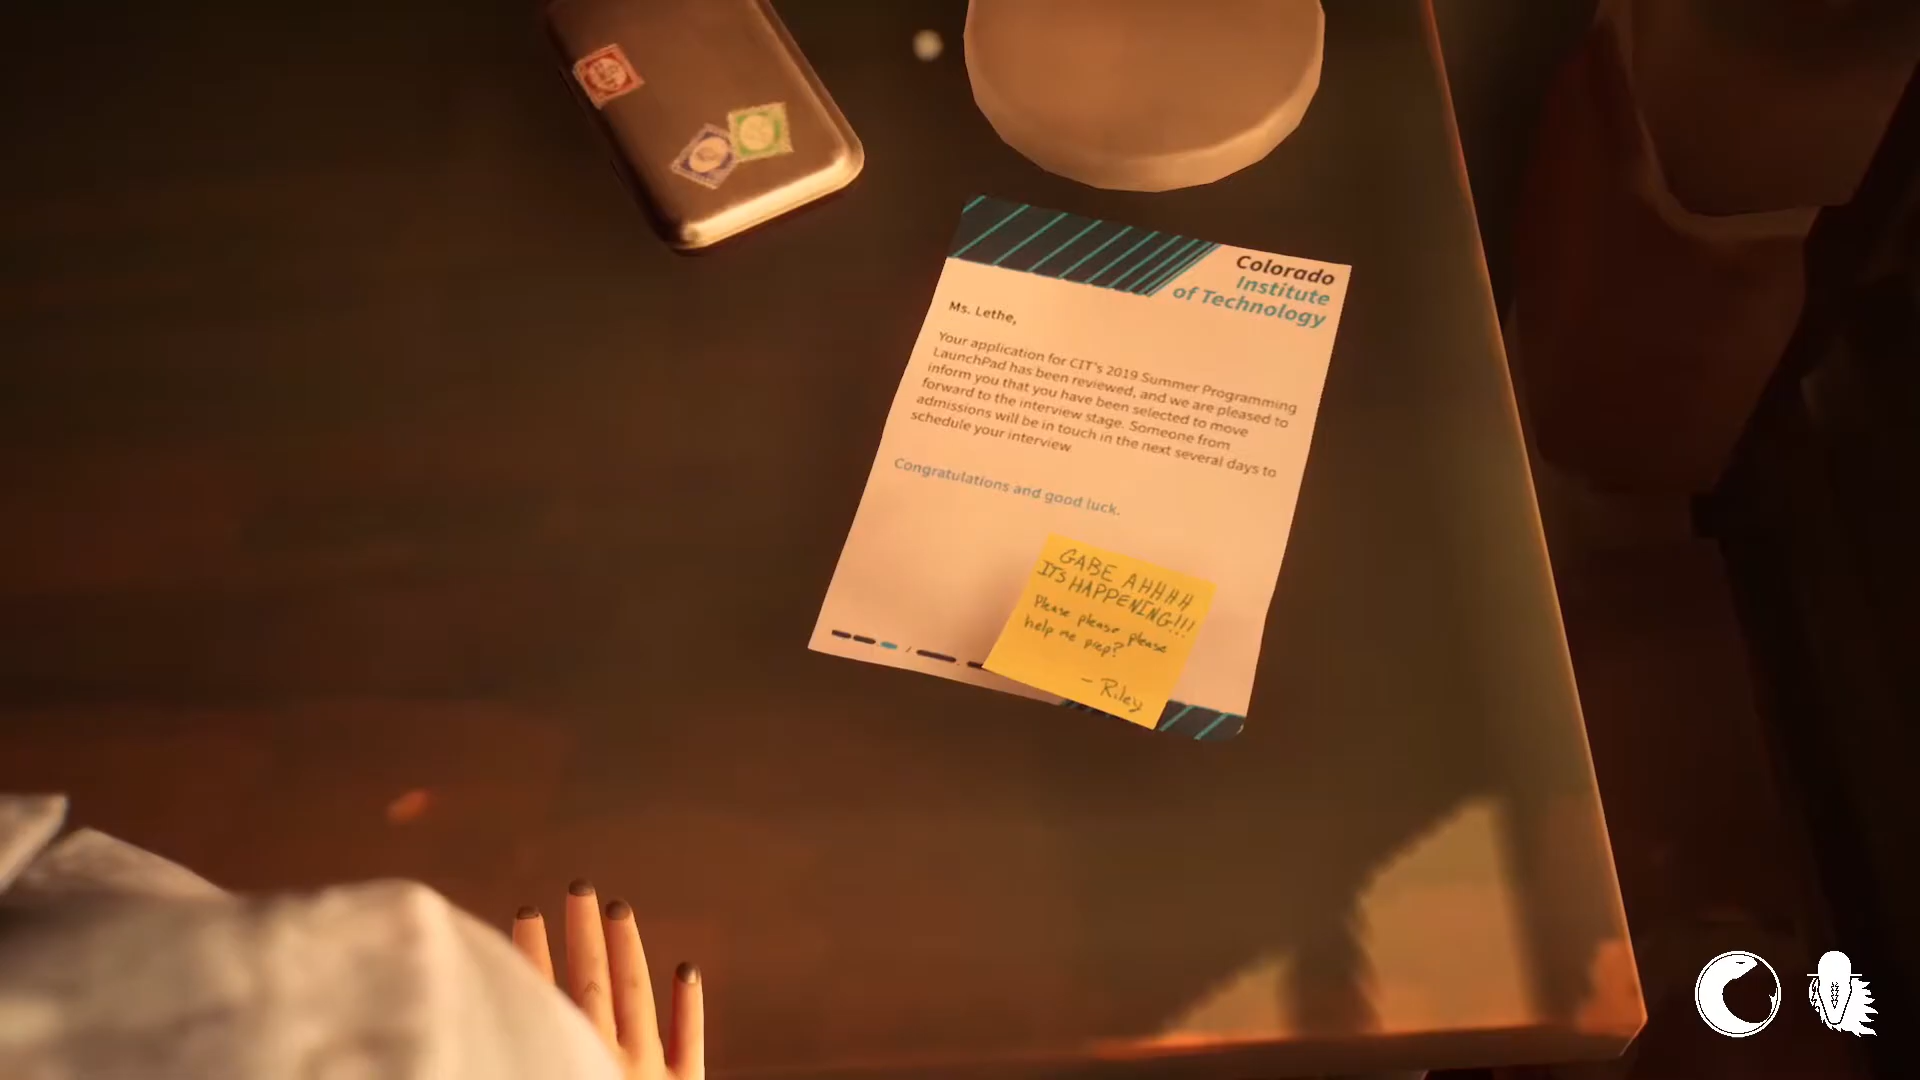 Colorado
Institute
of Technology
Ms. Lethe,
Your application for CIT's 2019 Summer Programming
LaunchPad has been reviewed, and we are pleased to
inform you that you have been selected to move
forward to the interview stage. Someone from
admissions will be in touch in the next several days to
schedule your interview
Congratulations and good luck.
GABE AHHHH
ITS HAPPENING!!!
Please please please
help me prep?
- Riley